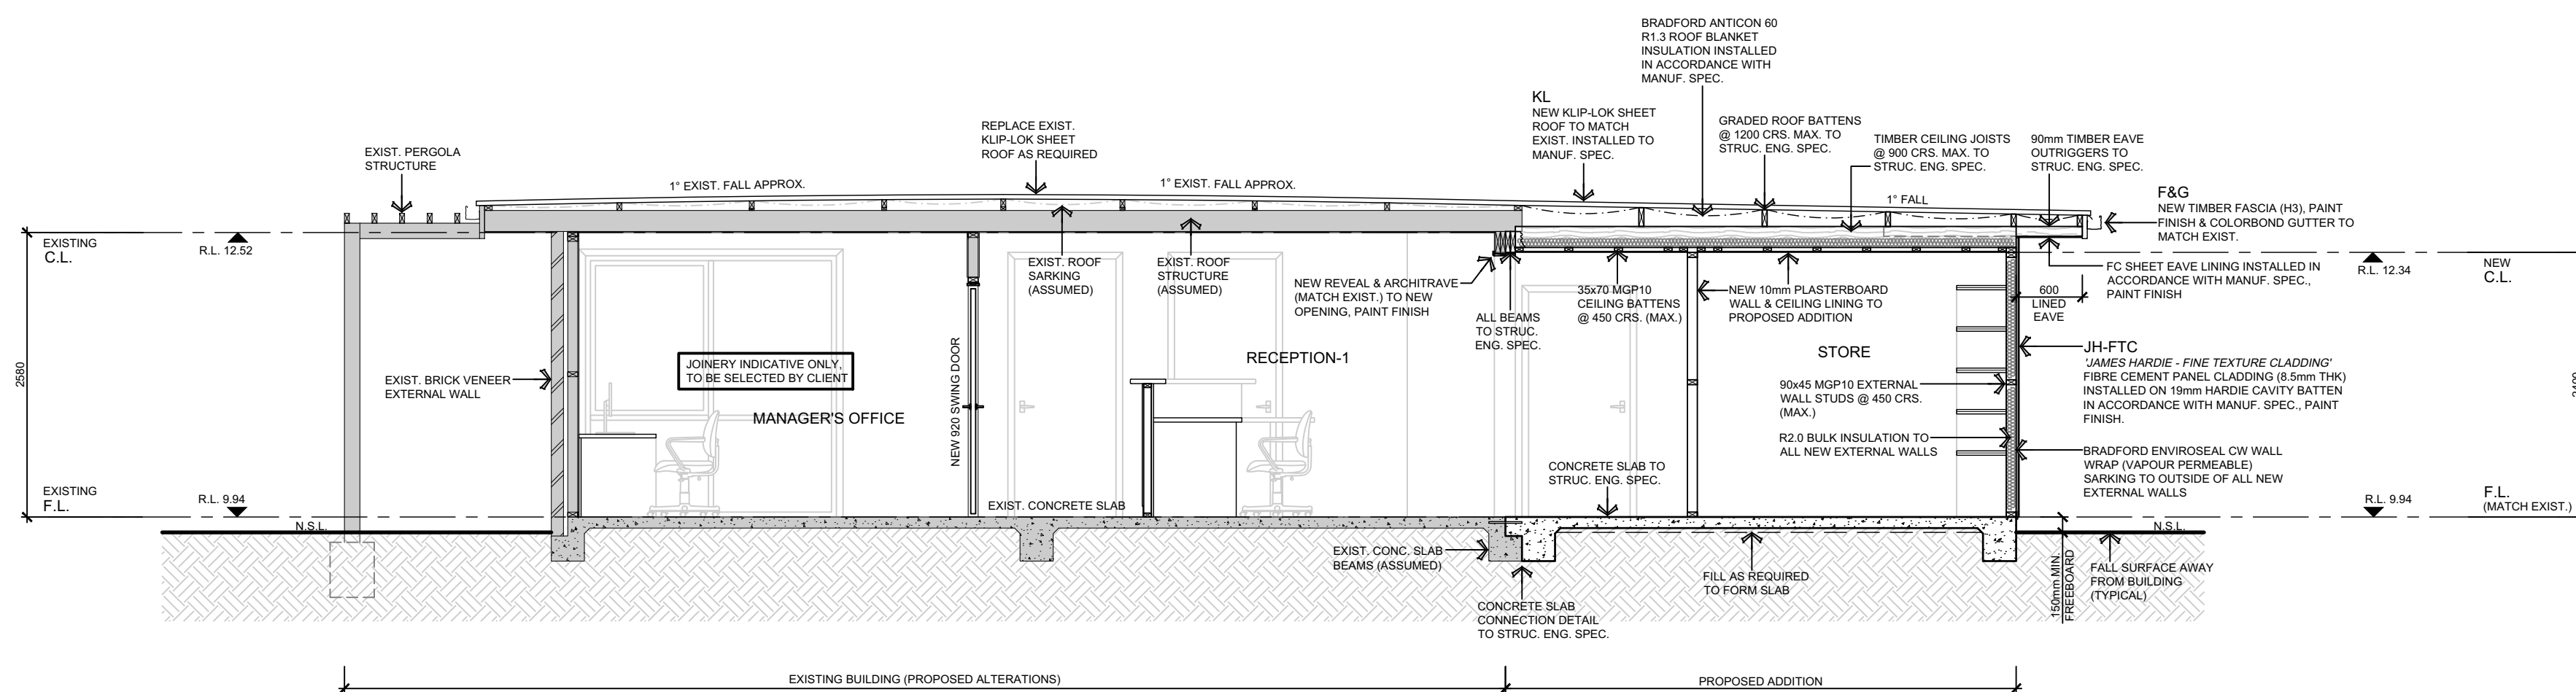 BRADFORD ANTICON 60
R1.3 ROOF BLANKET
INSULATION INSTALLED
IN ACCORDANCE WITH
MANUF. SPEC.
KL
NEW KLIP-LOK SHEET
ROOF TO MATCH
EXIST. INSTALLED TO
MANUF. SPEC.
GRADED ROOF BATTENS
@ 1200 CRS. MAX. TO
STRUC. ENG. SPEC.
TIMBER CEILING JOISTS
@ 900 CRS. MAX. TO
STRUC. ENG. SPEC.
90mm TIMBER EAVE
OUTRIGGERS TO
STRUC. ENG. SPEC.
REPLACE EXIST.
KLIP-LOK SHEET
ROOF AS REQUIRED
EXIST. PERGOLA
STRUCTURE
1° EXIST. FALL APPROX.
1° EXIST. FALL APPROX.
1° FALL
F&G
NEW TIMBER FASCIA (H3), PAINT
FINISH & COLORBOND GUTTER TO
MATCH EXIST.
EXISTING
C.L.
R.L. 12.52
EXIST. ROOF
SARKING
(ASSUMED)
EXIST. ROOF
STRUCTURE
(ASSUMED)
NEW REVEAL & ARCHITRAVE
(MATCH EXIST.) TO NEW
OPENING, PAINT FINISH
ALL BEAMS
TO STRUC.
ENG. SPEC.
35x70 MGP10
CEILING BATTENS
@ 450 CRS. (MAX.)
NEW 10mm PLASTERBOARD
WALL & CEILING LINING TO
PROPOSED ADDITION
600
LINED
EAVE
FC SHEET EAVE LINING INSTALLED IN
ACCORDANCE WITH MANUF. SPEC.,
PAINT FINISH
R.L. 12.34
NEW
C.L.
2580
EXIST. BRICK VENEER
EXTERNAL WALL
JOINERY INDICATIVE ONLY,
TO BE SELECTED BY CLIENT
MANAGER'S OFFICE
NEW 920 SWING DOOR
RECEPTION-1
STORE
90x45 MGP10 EXTERNAL
WALL STUDS @ 450 CRS.
(MAX.)
R2.0 BULK INSULATION TO
ALL NEW EXTERNAL WALLS
JH-FTC
'JAMES HARDIE - FINE TEXTURE CLADDING'
FIBRE CEMENT PANEL CLADDING (8.5mm THK)
INSTALLED ON 19mm HARDIE CAVITY BATTEN
IN ACCORDANCE WITH MANUF. SPEC., PAINT
FINISH.
BRADFORD ENVIROSEAL CW WALL
WRAP (VAPOUR PERMEABLE)
SARKING TO OUTSIDE OF ALL NEW
EXTERNAL WALLS
CONCRETE SLAB TO
STRUC. ENG. SPEC.
EXIST. CONCRETE SLAB
EXISTING
F.L.
R.L. 9.94
N.S.L.
R.L. 9.94
F.L.
(MATCH EXIST.)
N.S.L.
EXIST. CONC. SLAB
BEAMS (ASSUMED)
CONCRETE SLAB
CONNECTION DETAIL
TO STRUC. ENG. SPEC.
FILL AS REQUIRED
TO FORM SLAB
150mm MIN.
FREEBOARD
FALL SURFACE AWAY
FROM BUILDING
(TYPICAL)
EXISTING BUILDING (PROPOSED ALTERATIONS)
PROPOSED ADDITION